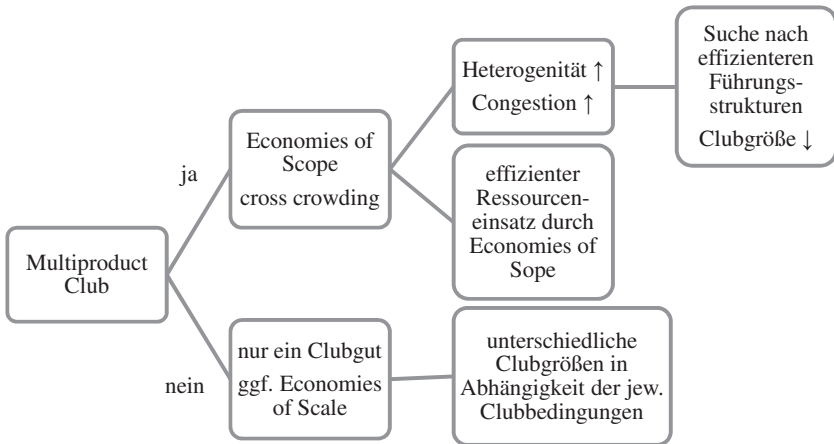 Multiproduct
Club
ja
Economies of
Scope
cross crowding
Heterogenität ↑
Congestion ↑
Suche nach
effizienteren
Führungs-
strukturen
Clubgröße ↓
effizienter
Ressourcen-
einsatz durch
Economies of
Sope
nein
nur ein Clubgut
ggf. Economies
of Scale
unterschiedliche
Clubgrößen in
Abhängigkeit der jew.
Clubbedingungen